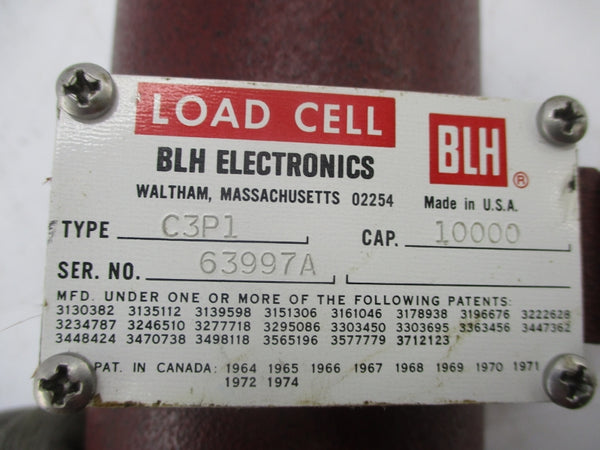 LOAD CELL
BLH ELECTRONICS
WALTHAM, MASSACHUSETTS 02254
BLH ®
Made in U.S.A.
TYPE C3P1 CAP. 10000
SER. NO. 63997A
MFD. UNDER ONE OR MORE OF THE FOLLOWING PATENTS:
3130382 3135112 3139598 3151306 3161046 3178938 3196676 3222628
3234787 3246510 3277718 3295086 3303450 3303695 3363456 3447362
3448424 3470738 3498118 3565196 3577779 3712123
PAT. IN CANADA: 1964 1965 1966 1967 1968 1969 1970 1971
1972 1974